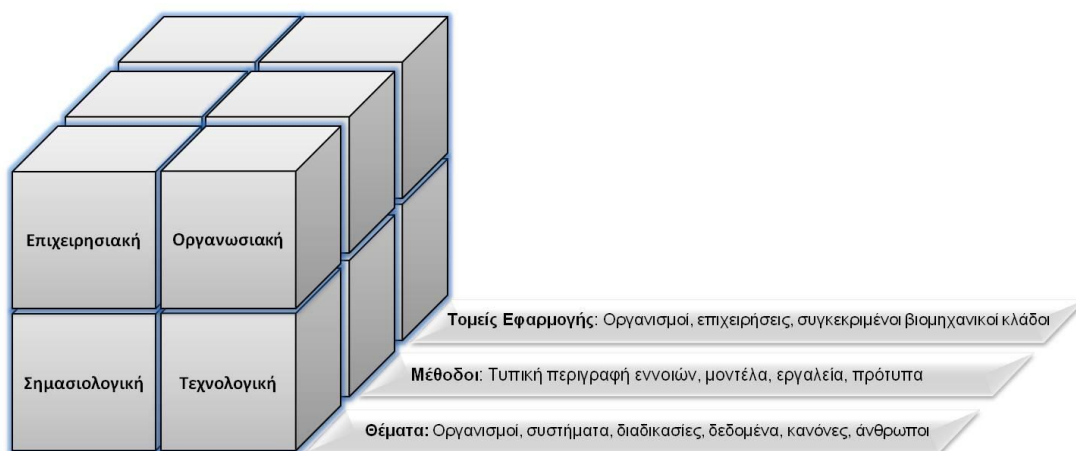 Επιχειρησιακή
Οργανωσιακή
Σημασιολογική
Τεχνολογική
Τομείς Εφαρμογής: Οργανισμοί, επιχειρήσεις, συγκεκριμένοι βιομηχανικοί κλάδοι
Μέθοδοι: Τυπική περιγραφή εννοιών, μοντέλα, εργαλεία, πρότυπα
Θέματα: Οργανισμοί, συστήματα, διαδικασίες, δεδομένα, κανόνες, άνθρωποι